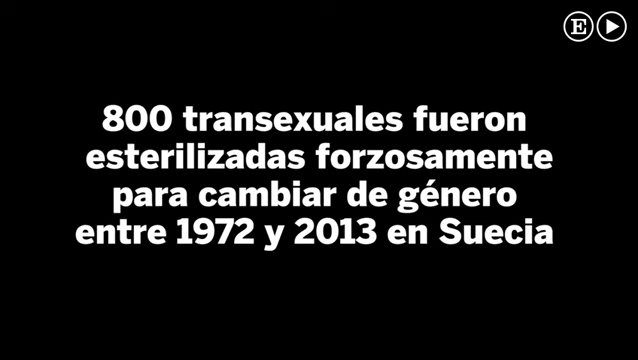 E
800 transexuales fueron
esterilizadas forzosamente
para cambiar de género
entre 1972 y 2013 en Suecia